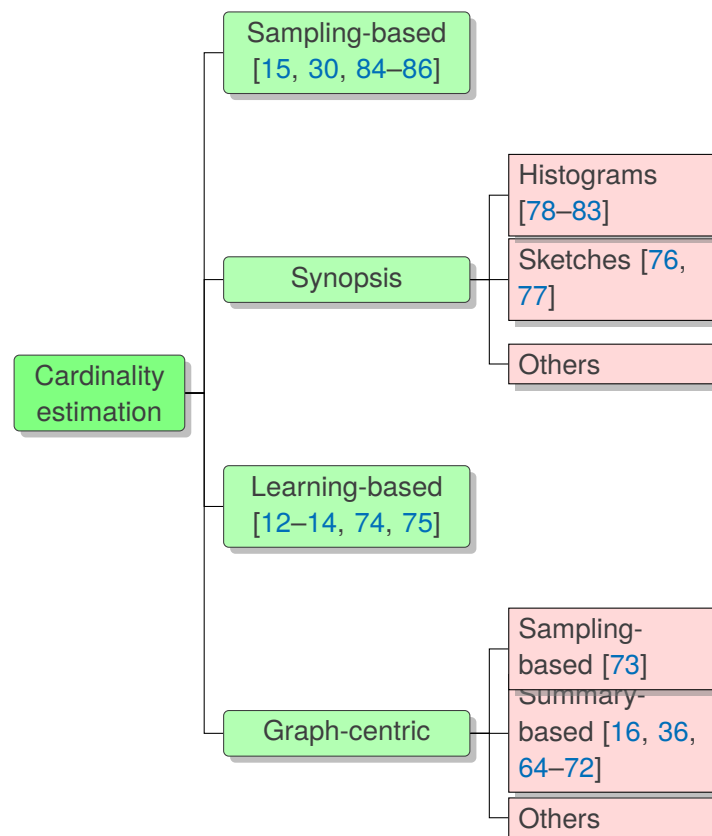 Sampling-based
[15, 30, 84–86]
Histograms
[78–83]
Synopsis
Sketches [76,
77]
Others
Cardinality
estimation
Learning-based
[12–14, 74, 75]
Sampling-
based [73]
Graph-centric
Summary-
based [16, 36,
64–72]
Others